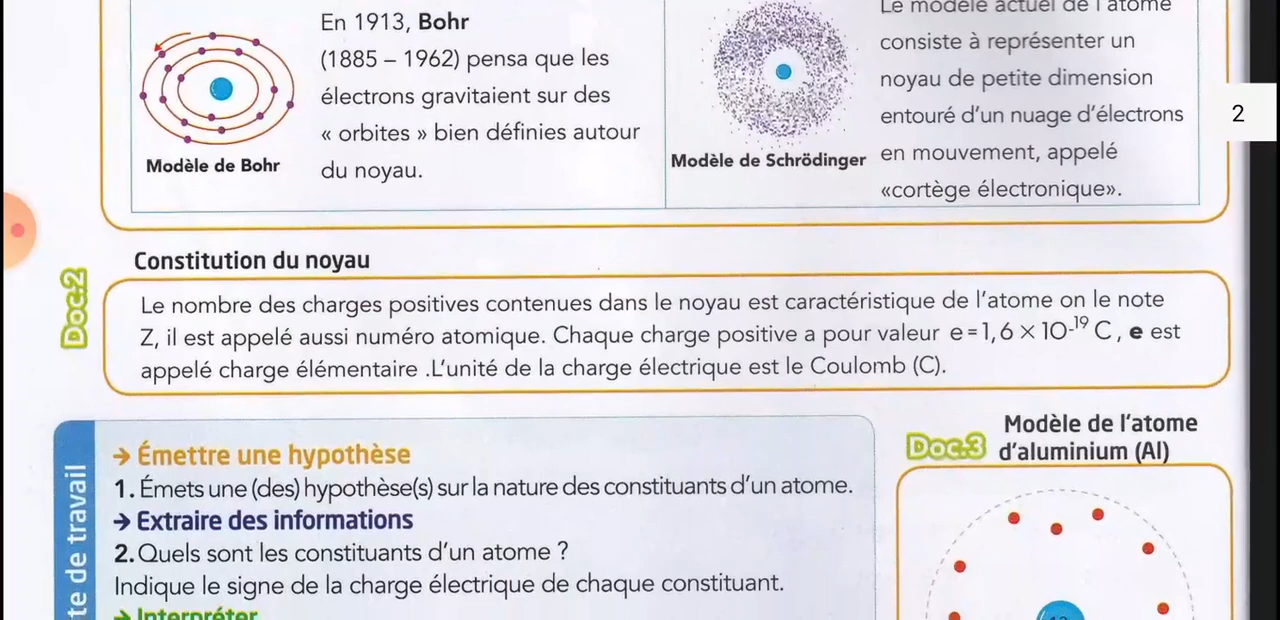 En 1913, Bohr
(1885 – 1962) pensa que les
électrons gravitaient sur des
« orbites » bien définies autour
du noyau.
Modèle de Bohr
Le modèle actuel de l'atome
consiste à représenter un
noyau de petite dimension
entouré d'un nuage d'électrons
en mouvement, appelé
«cortège électronique».
Modèle de Schrödinger
2
Constitution du noyau
Doc.2
Le nombre des charges positives contenues dans le noyau est caractéristique de l'atome on le note
Z, il est appelé aussi numéro atomique. Chaque charge positive a pour valeur e=1,6×10⁻¹⁹ C, e est
appelé charge élémentaire .L'unité de la charge électrique est le Coulomb (C).
te de travail
→ Émettre une hypothèse
1. Émets une (des) hypothèse(s) sur la nature des constituants d'un atome.
→ Extraire des informations
2. Quels sont les constituants d'un atome ?
Indique le signe de la charge électrique de chaque constituant.
→ Interpréter
Doc.3
Modèle de l'atome
d'aluminium (Al)